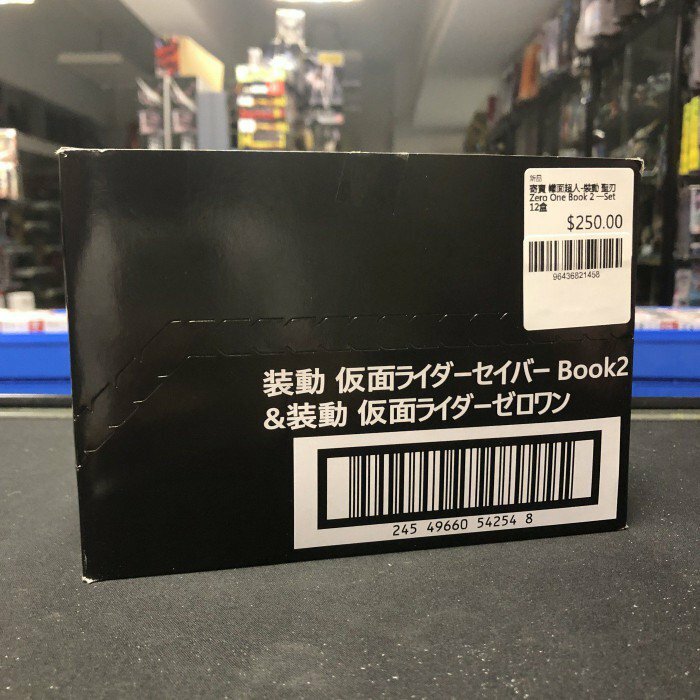 新品
寄賣 幪面超人-裝動 聖刃
Zero One Book 2 一Set
12盒
$250.00
96436821458
装動 仮面ライダーセイバー Book2
&装動 仮面ライダーゼロワン
245 49660 54254 8